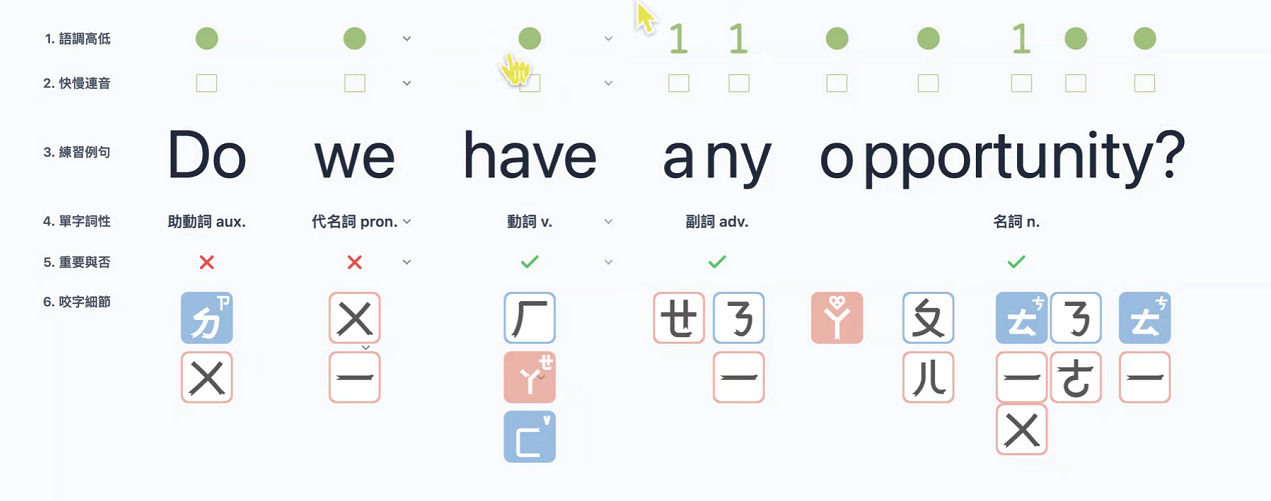 1. 語調高低 1 1 1
2. 快慢連音
3. 練習例句 Do we have any opportunity?
4. 單字詞性 助動詞 aux. 代名詞 pron. 動詞 v. 副詞 adv. 名詞 n.
5. 重要與否
6. 咬字細節 ㄉ ㄗ ㄨ ㄏ ㄝ ㄋ ㄚ ㄆ ㄊ ㄘ ㄋ ㄊ ㄘ
ㄨ ㄧ ㄚ ㄝ ㄧ ㄦ ㄧ ㄜ ㄧ
ㄈ v ㄨ